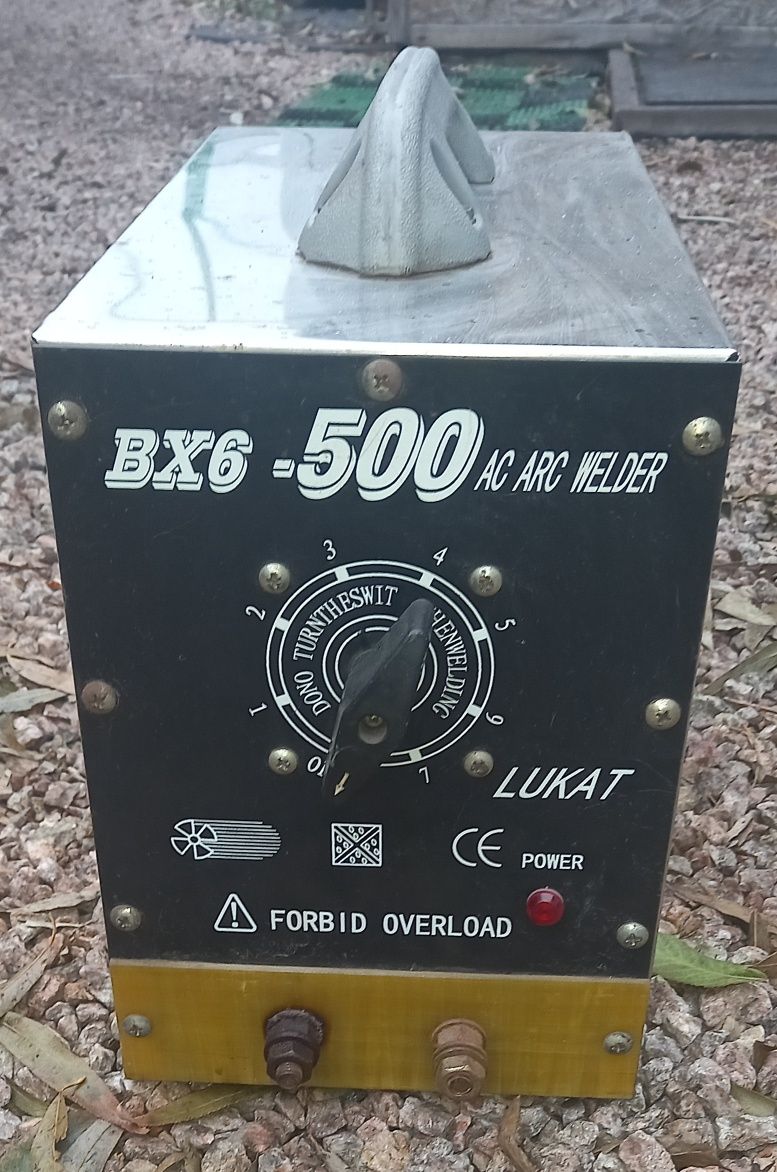 BX6 -500 AC ARC WELDER
1 2 3 4 5 6 7
DONO TURNTHESWIT
HENWELDING
LUKAT
CE
POWER
FORBID OVERLOAD